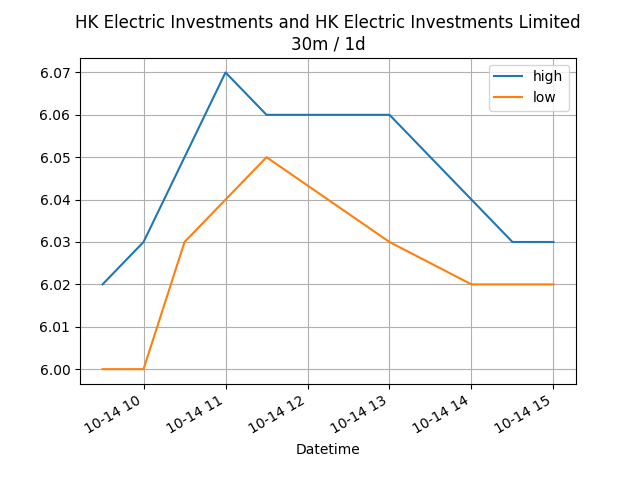 HK Electric Investments and HK Electric Investments Limited
30m / 1d
high
low
6.07
6.06
6.05
6.04
6.03
6.02
6.01
6.00
10-14 10
10-14 11
10-14 12
10-14 13
10-14 14
10-14 15
Datetime